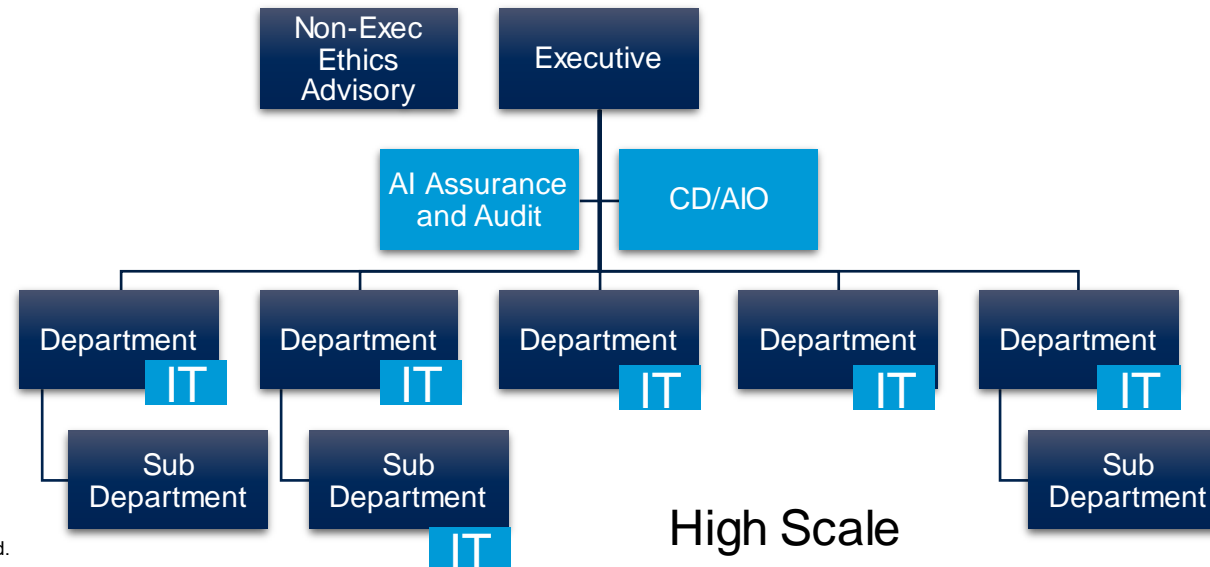 Non-Exec
Ethics
Advisory
Executive
AI Assurance
and Audit
CD/AIO
Department
IT
Department
IT
Department
IT
Department
IT
Department
IT
Sub
Department
Sub
Department
IT
Sub
Department
High Scale
d.